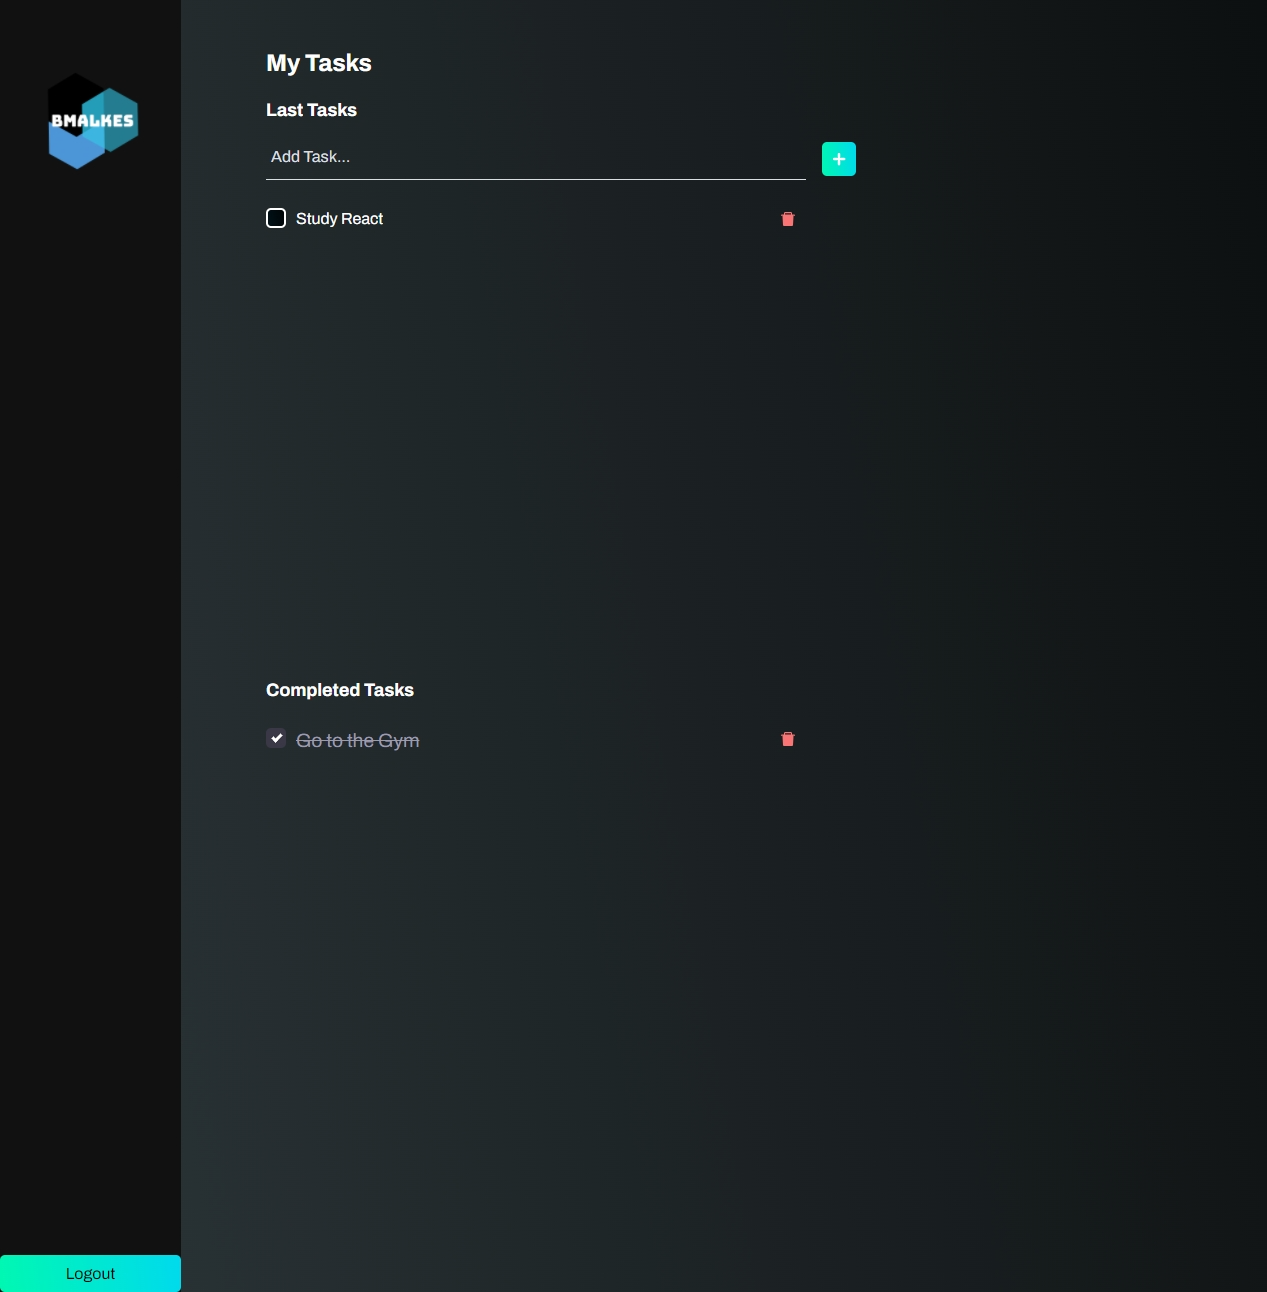 BMALKES
My Tasks
Last Tasks
Add Task...
Study React
Completed Tasks
Go to the Gym
Logout